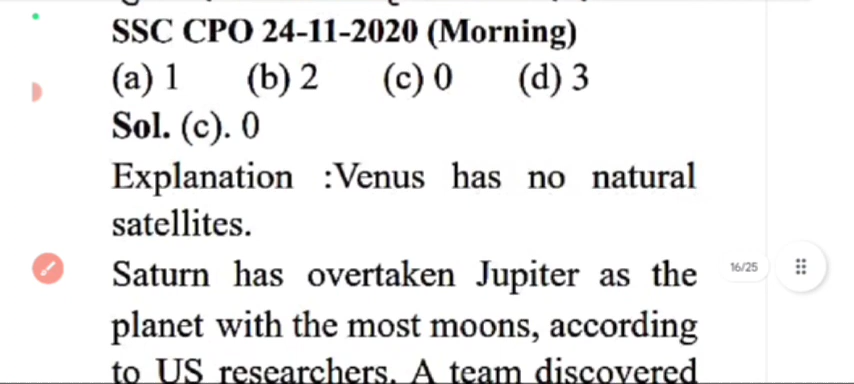 SSC CPO 24-11-2020 (Morning)
(a) 1 (b) 2 (c) 0 (d) 3
Sol. (c). 0
Explanation :Venus has no natural
satellites.
Saturn has overtaken Jupiter as the
16/25
planet with the most moons, according
to US researchers. A team discovered